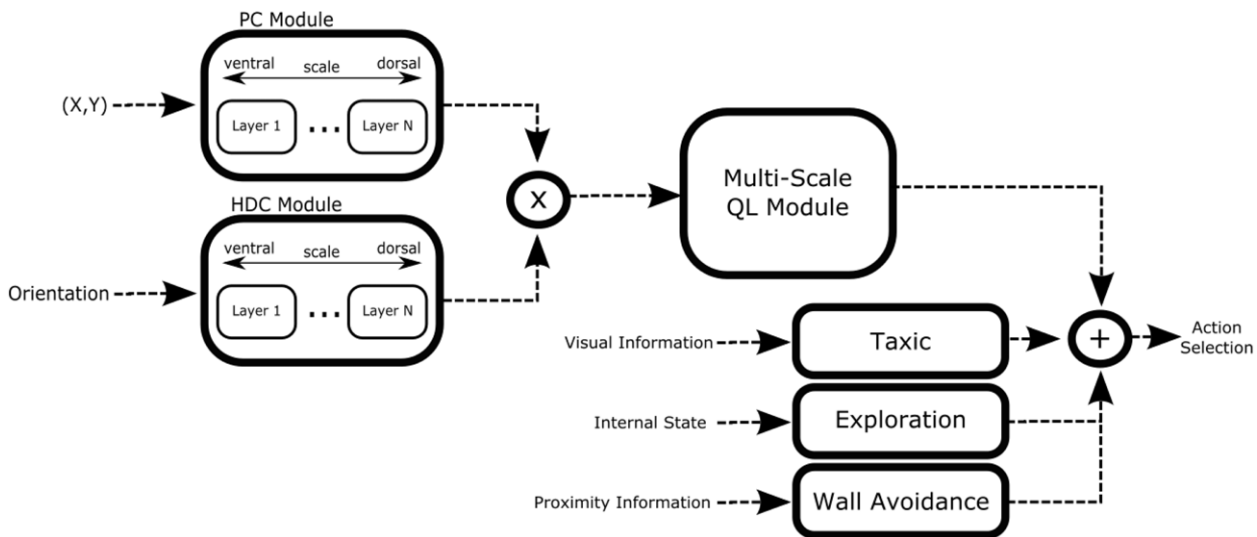 PC Module
ventral scale dorsal
(X,Y)
Layer 1 ... Layer N
HDC Module
ventral scale dorsal
Orientation
Layer 1 ... Layer N
X
Multi-Scale
QL Module
Visual Information
Taxic
+
Action
Selection
Internal State
Exploration
Proximity Information
Wall Avoidance